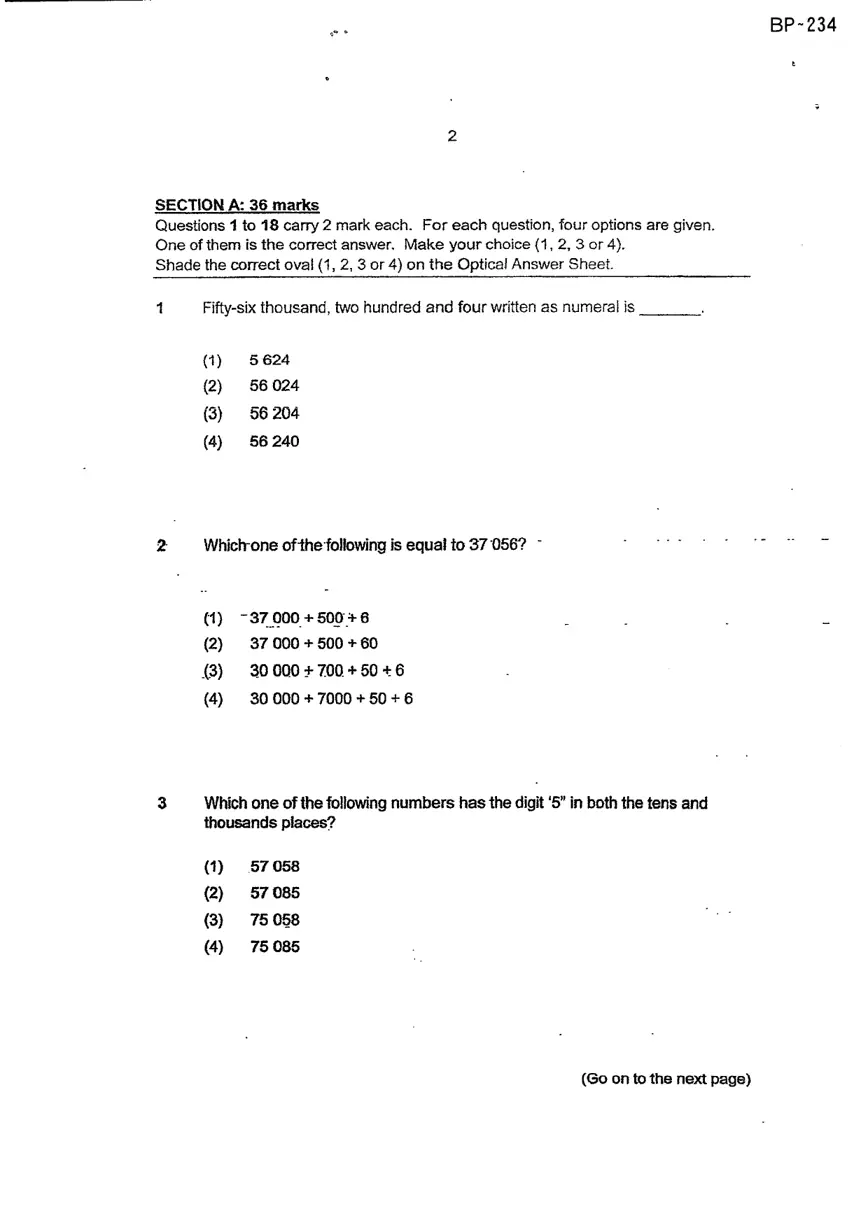 BP-234
2
SECTION A: 36 marks
Questions 1 to 18 carry 2 mark each. For each question, four options are given.
One of them is the correct answer. Make your choice (1, 2, 3 or 4).
Shade the correct oval (1, 2, 3 or 4) on the Optical Answer Sheet.
1 Fifty-six thousand, two hundred and four written as numeral is _______.
(1) 5 624
(2) 56 024
(3) 56 204
(4) 56 240
2 Which one of the following is equal to 37 056?
(1) 37 000 + 500 + 6
(2) 37 000 + 500 + 60
(3) 30 000 + 700 + 50 + 6
(4) 30 000 + 7000 + 50 + 6
3 Which one of the following numbers has the digit '5" in both the tens and
thousands places?
(1) 57 058
(2) 57 085
(3) 75 058
(4) 75 085
(Go on to the next page)